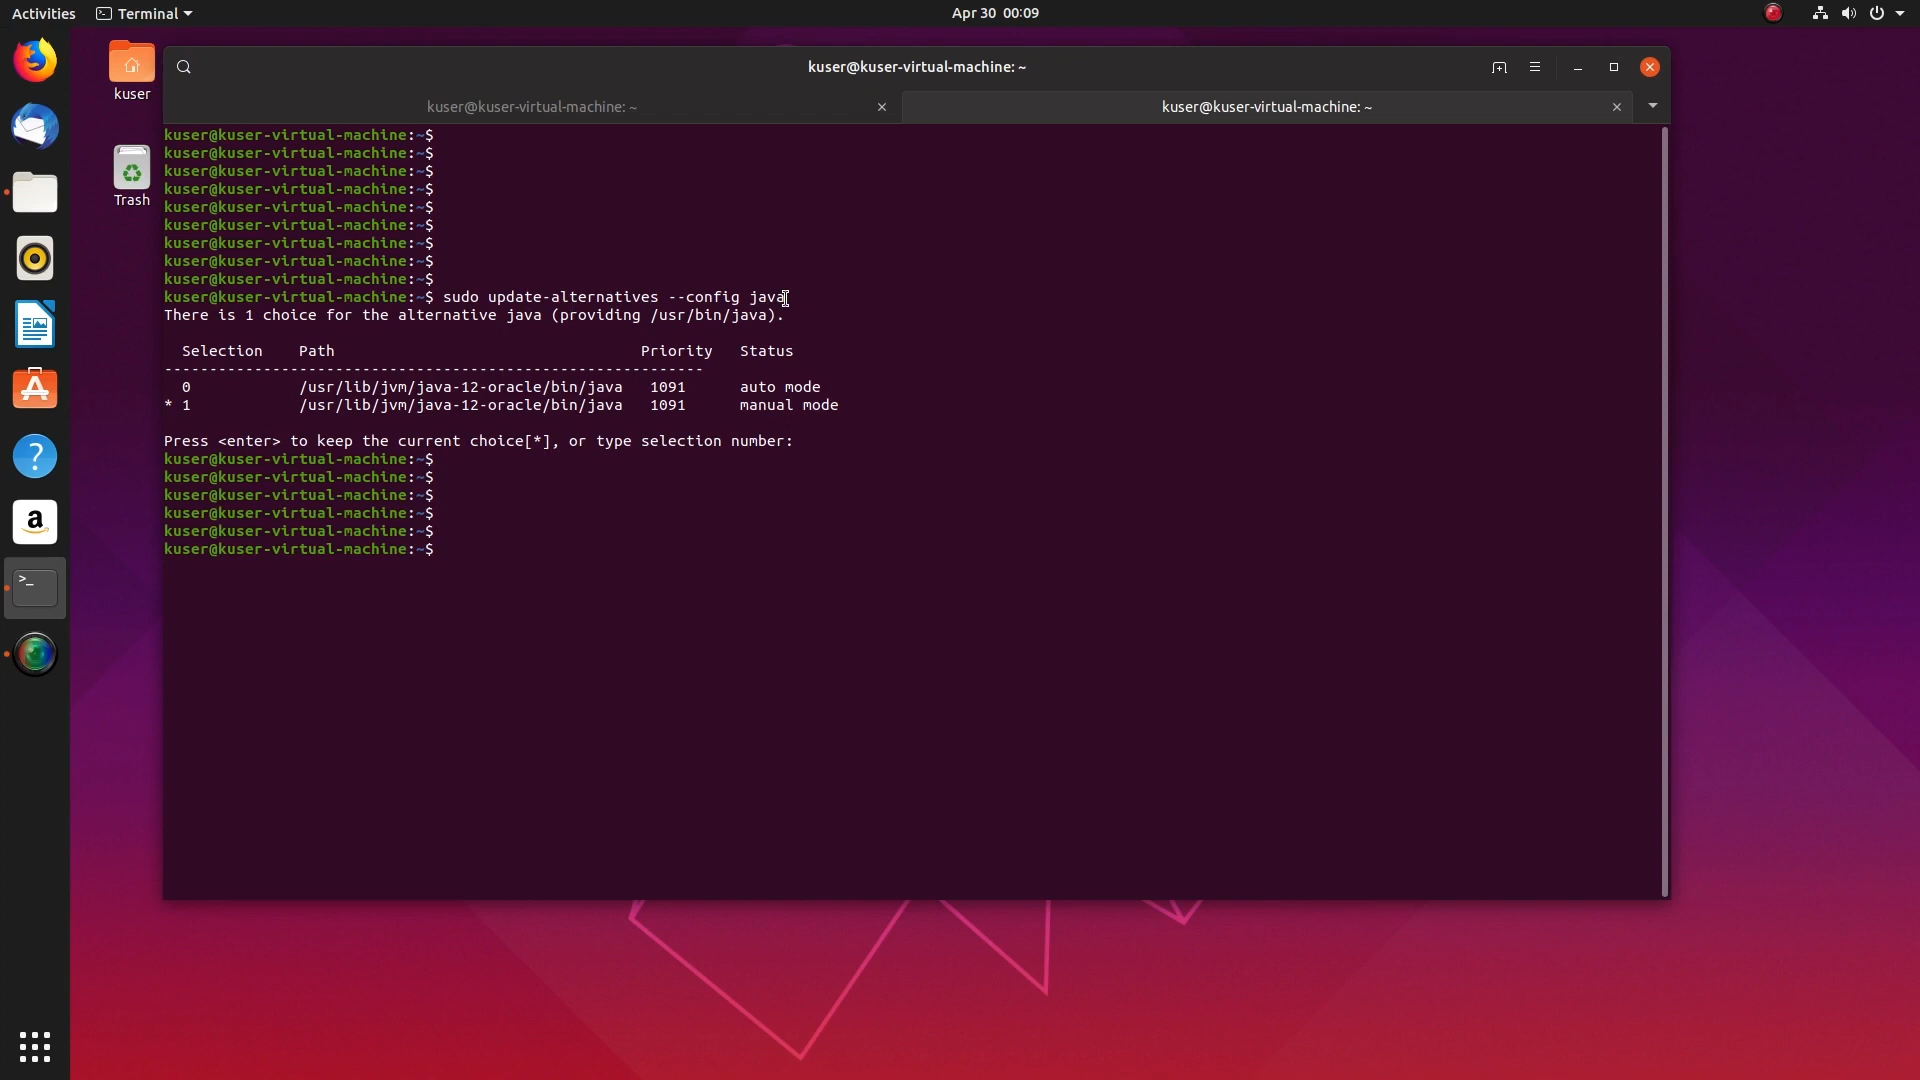 Activities Terminal Apr 30 00:09
kuser@kuser-virtual-machine: ~
kuser@kuser-virtual-machine: ~ kuser@kuser-virtual-machine: ~
kuser
Trash
kuser@kuser-virtual-machine:~$
kuser@kuser-virtual-machine:~$
kuser@kuser-virtual-machine:~$
kuser@kuser-virtual-machine:~$
kuser@kuser-virtual-machine:~$
kuser@kuser-virtual-machine:~$
kuser@kuser-virtual-machine:~$
kuser@kuser-virtual-machine:~$
kuser@kuser-virtual-machine:~$
kuser@kuser-virtual-machine:~$ sudo update-alternatives --config java
There is 1 choice for the alternative java (providing /usr/bin/java).
Selection Path Priority Status
------------------------------------------------------------
0 /usr/lib/jvm/java-12-oracle/bin/java 1091 auto mode
* 1 /usr/lib/jvm/java-12-oracle/bin/java 1091 manual mode
Press <enter> to keep the current choice[*], or type selection number:
kuser@kuser-virtual-machine:~$
kuser@kuser-virtual-machine:~$
kuser@kuser-virtual-machine:~$
kuser@kuser-virtual-machine:~$
kuser@kuser-virtual-machine:~$
kuser@kuser-virtual-machine:~$